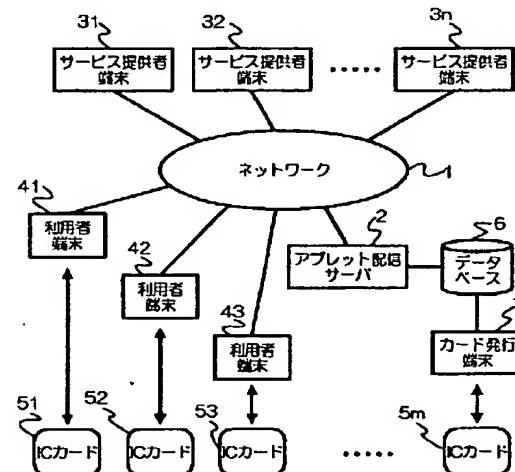 31
32
3n
サービス提供者
端末
サービス提供者
端末
サービス提供者
端末
ネットワーク
1
41
利用者
端末
42
利用者
端末
43
利用者
端末
2
アプレット配信
サーバ
6
データ
ベース
カード発行
端末
51
ICカード
52
ICカード
53
ICカード
5m
ICカード